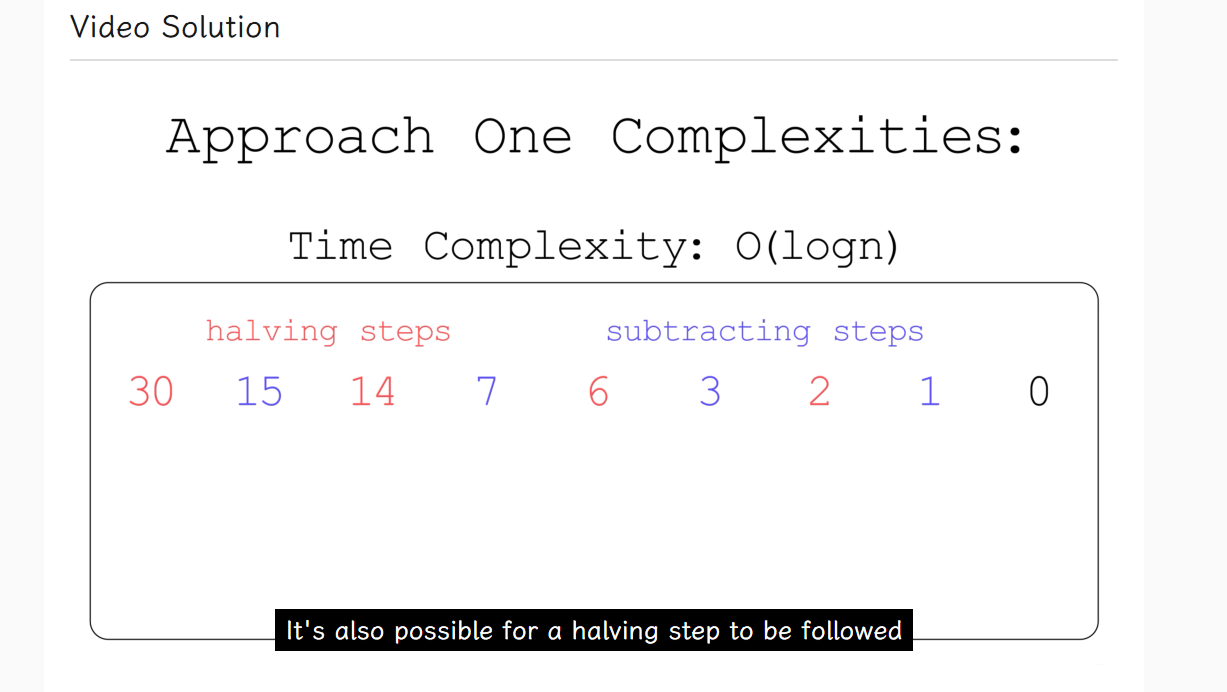 Video Solution
Approach One Complexities:
Time Complexity: O(logn)
halving steps subtracting steps
30 15 14 7 6 3 2 1 0
It's also possible for a halving step to be followed